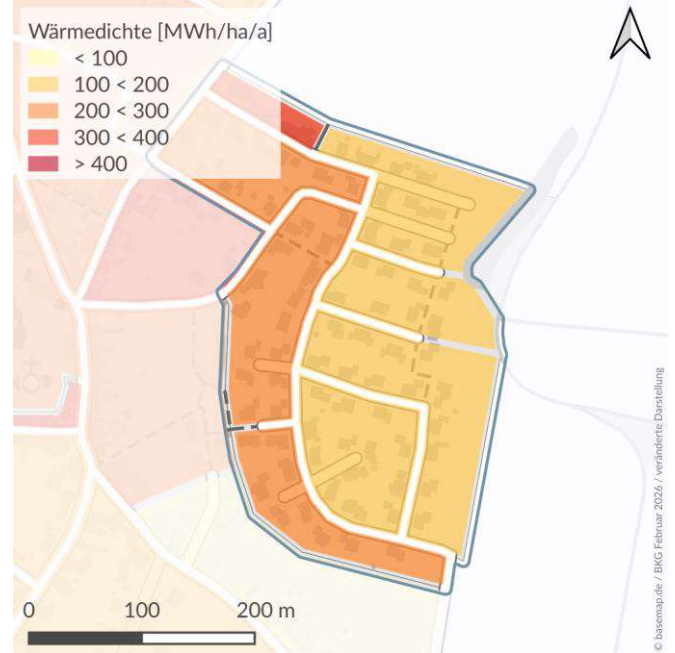 Wärmedichte [MWh/ha/a]
< 100
100 < 200
200 < 300
300 < 400
> 400
0 100 200 m
© basemap.de / BKG Februar 2026 / veränderte Darstellung